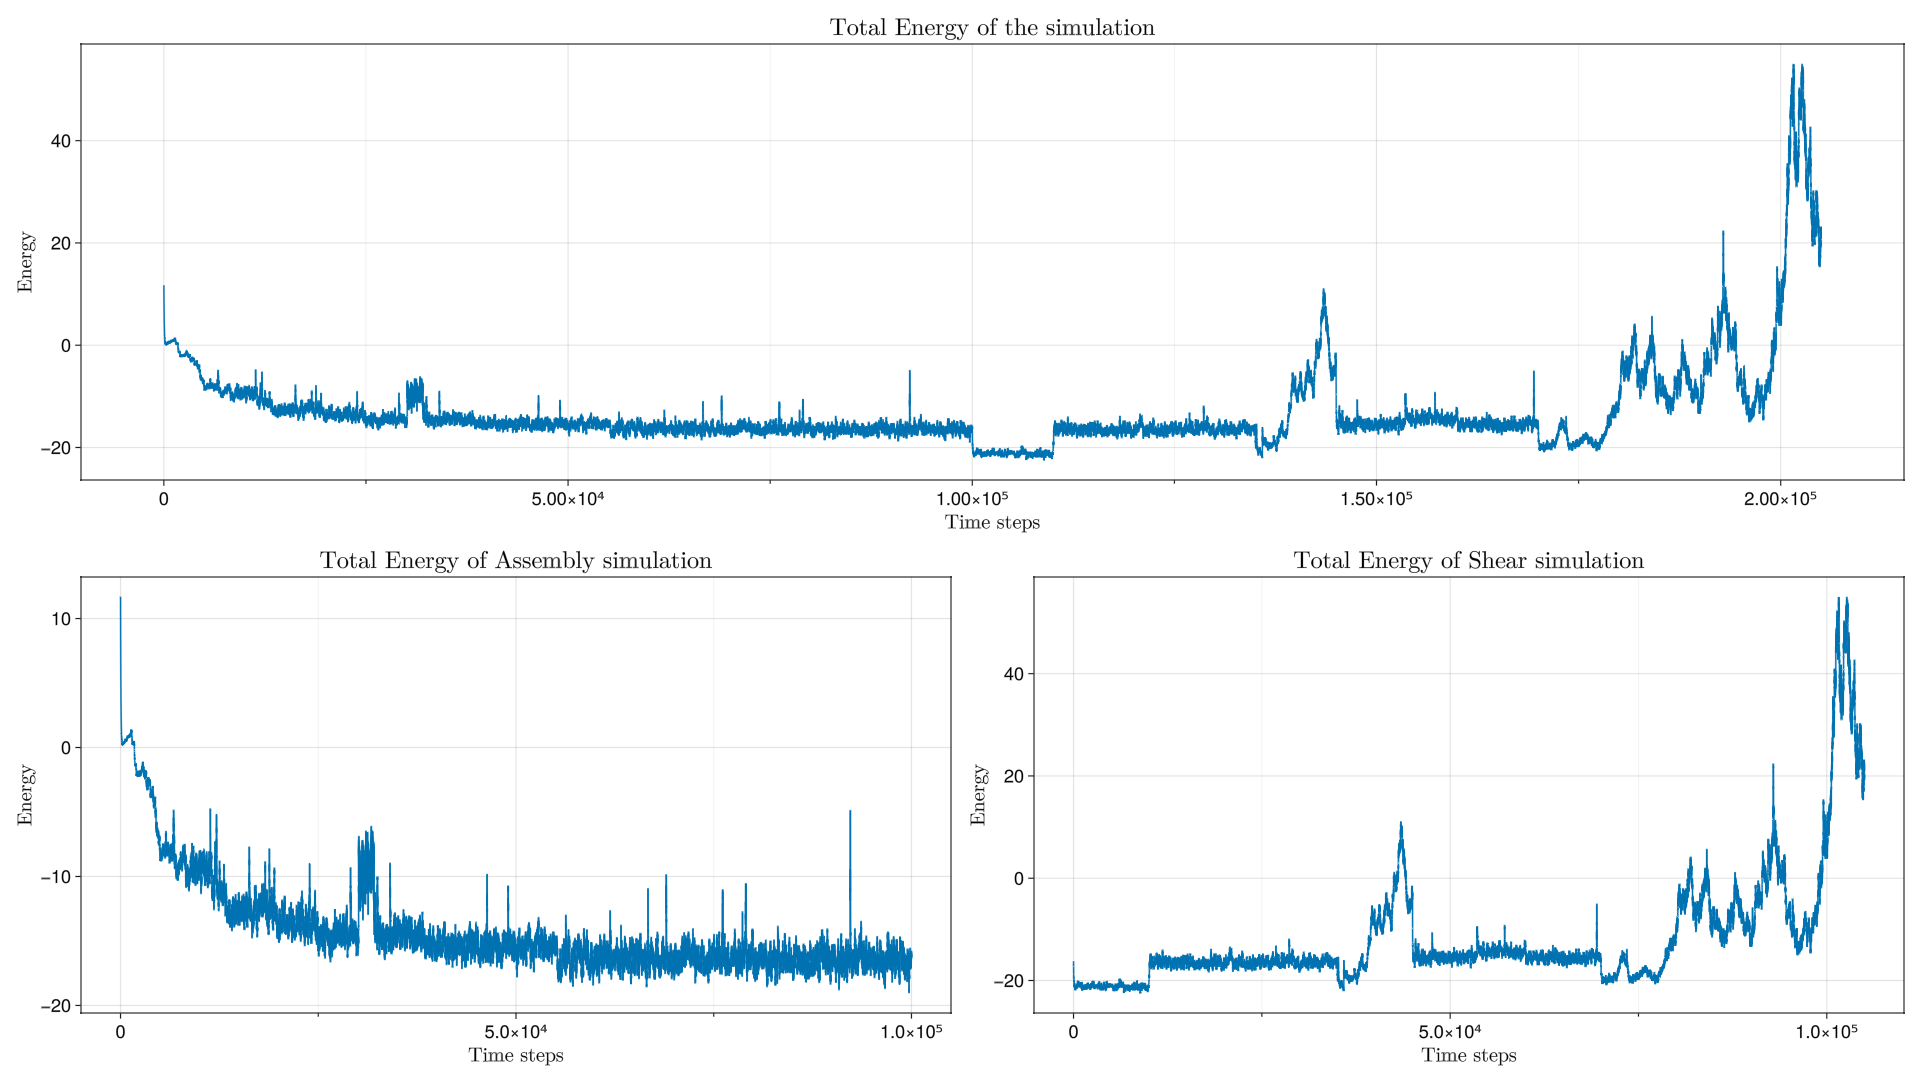 Total Energy of the simulation
Energy
40
20
0
−20
0
5.00×10⁴
1.00×10⁵
1.50×10⁵
2.00×10⁵
Time steps
Total Energy of Assembly simulation
Energy
10
0
−10
−20
0
5.0×10⁴
1.0×10⁵
Time steps
Total Energy of Shear simulation
Energy
40
20
0
−20
0
5.0×10⁴
1.0×10⁵
Time steps